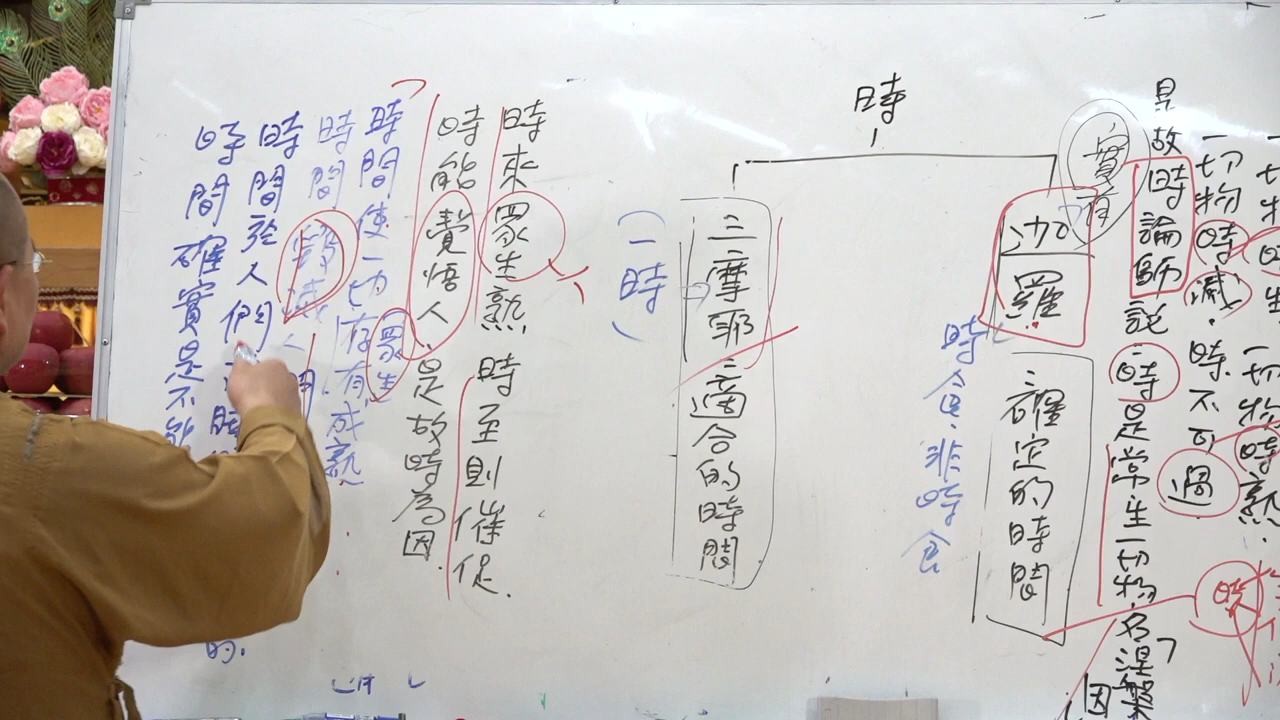 一切物時熟
一切物時滅
時不可過
見故時論師說時是常生一切物名涅槃
因
實有
時
迦羅
確定的時間
時食非時食
三摩耶
適合的時間
(一時)
時來眾生熟 時至則催促
時能覺悟人 是故時為因
時間使一切存有成熟
眾生
時間
時間於人們
時間確實是不能
的